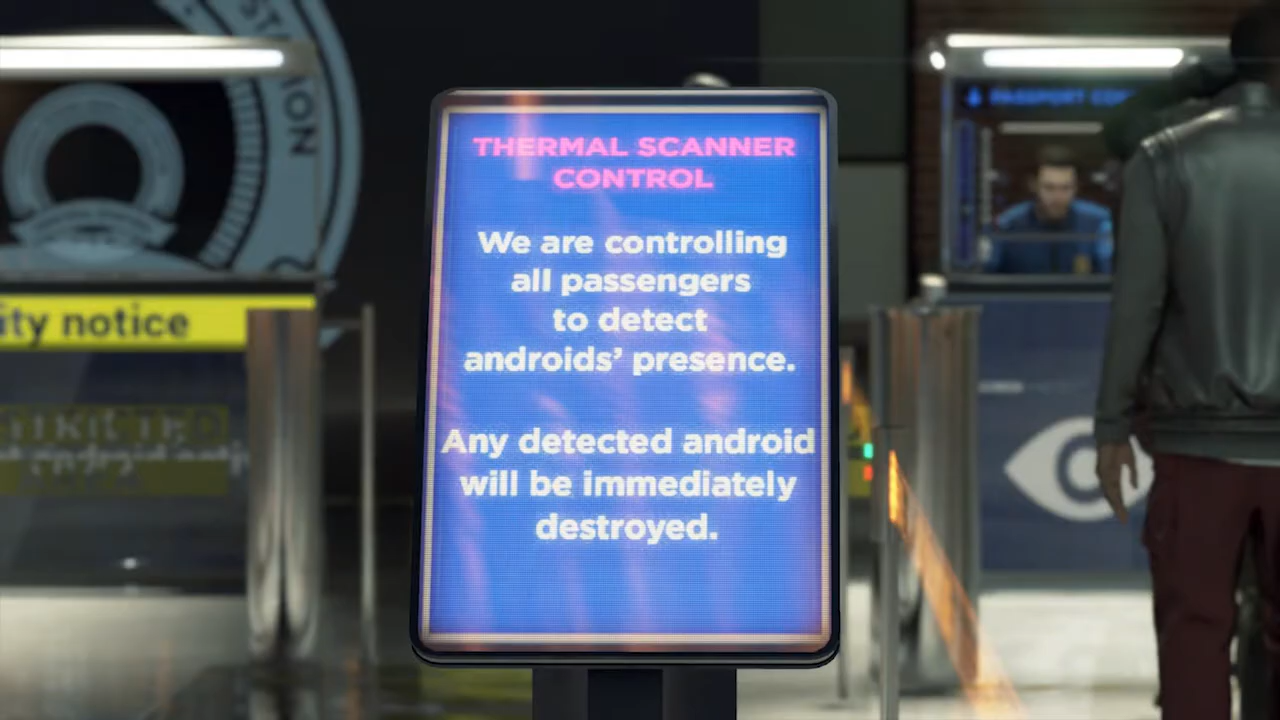 THERMAL SCANNER
CONTROL
We are controlling
all passengers
to detect
androids’ presence.
Any detected android
will be immediately
destroyed.
ity notice
PASSPORT